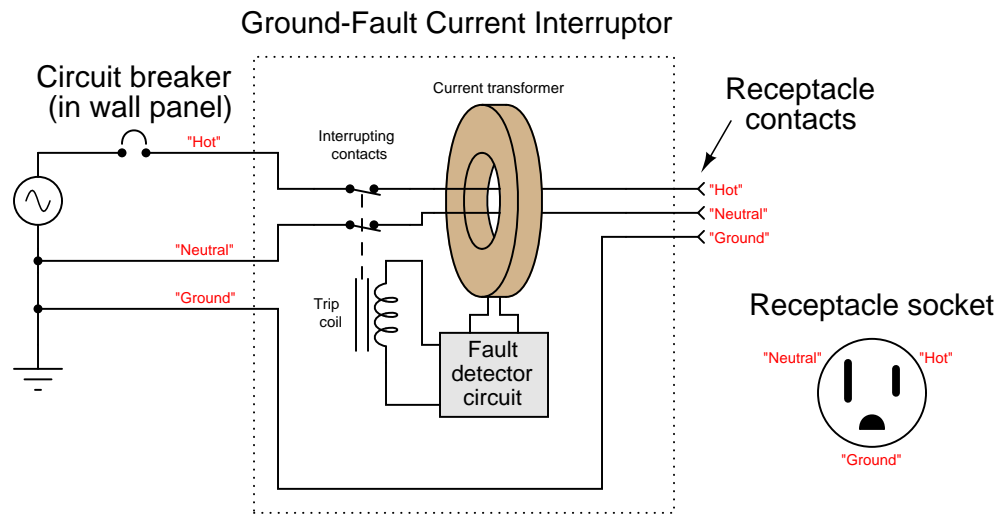 Ground-Fault Current Interruptor
Circuit breaker
(in wall panel)
Current transformer
Receptacle
contacts
"Hot"
Interrupting
contacts
"Hot"
"Neutral"
"Neutral"
"Ground"
"Ground"
Trip
coil
Fault
detector
circuit
Receptacle socket
"Neutral"
"Hot"
"Ground"